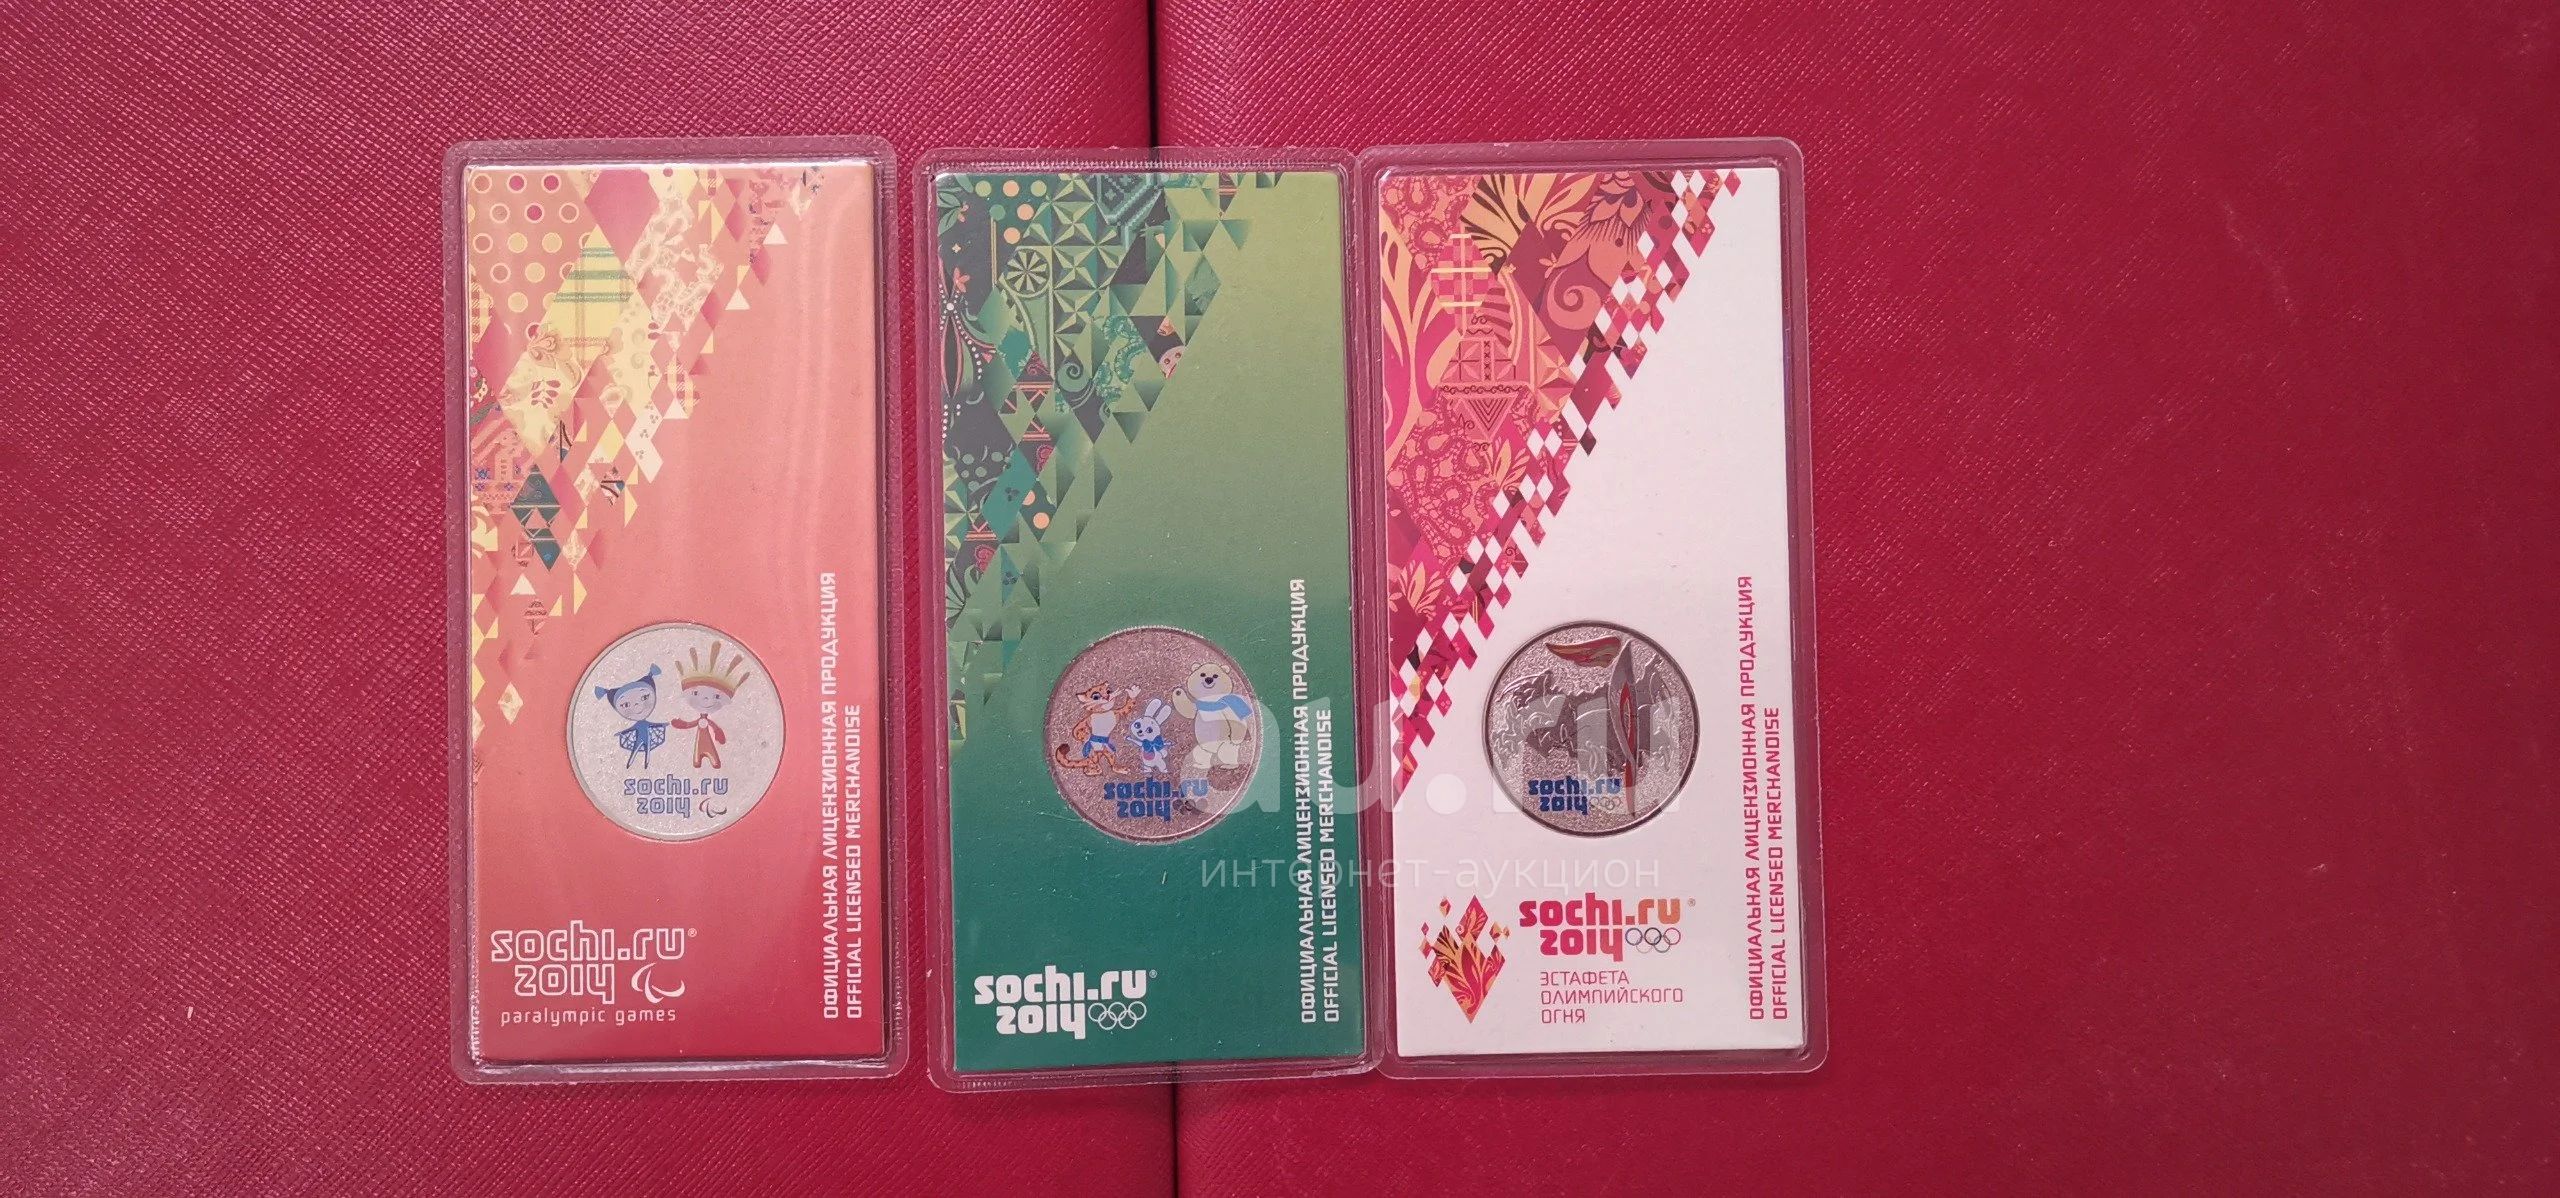 sochi.ru
2014
sochi.ru®
2014
paralympic games
ОФИЦИАЛЬНАЯ ЛИЦЕНЗИОННАЯ ПРОДУКЦИЯ
OFFICIAL LICENSED MERCHANDISE
sochi.ru
2014
sochi.ru®
2014
ОФИЦИАЛЬНАЯ ЛИЦЕНЗИОННАЯ ПРОДУКЦИЯ
OFFICIAL LICENSED MERCHANDISE
sochi.ru
2014
sochi.ru®
2014
ЭСТАФЕТА
ОЛИМПИЙСКОГО
ОГНЯ
ОФИЦИАЛЬНАЯ ЛИЦЕНЗИОННАЯ ПРОДУКЦИЯ
OFFICIAL LICENSED MERCHANDISE
au.ru
интернет-аукцион